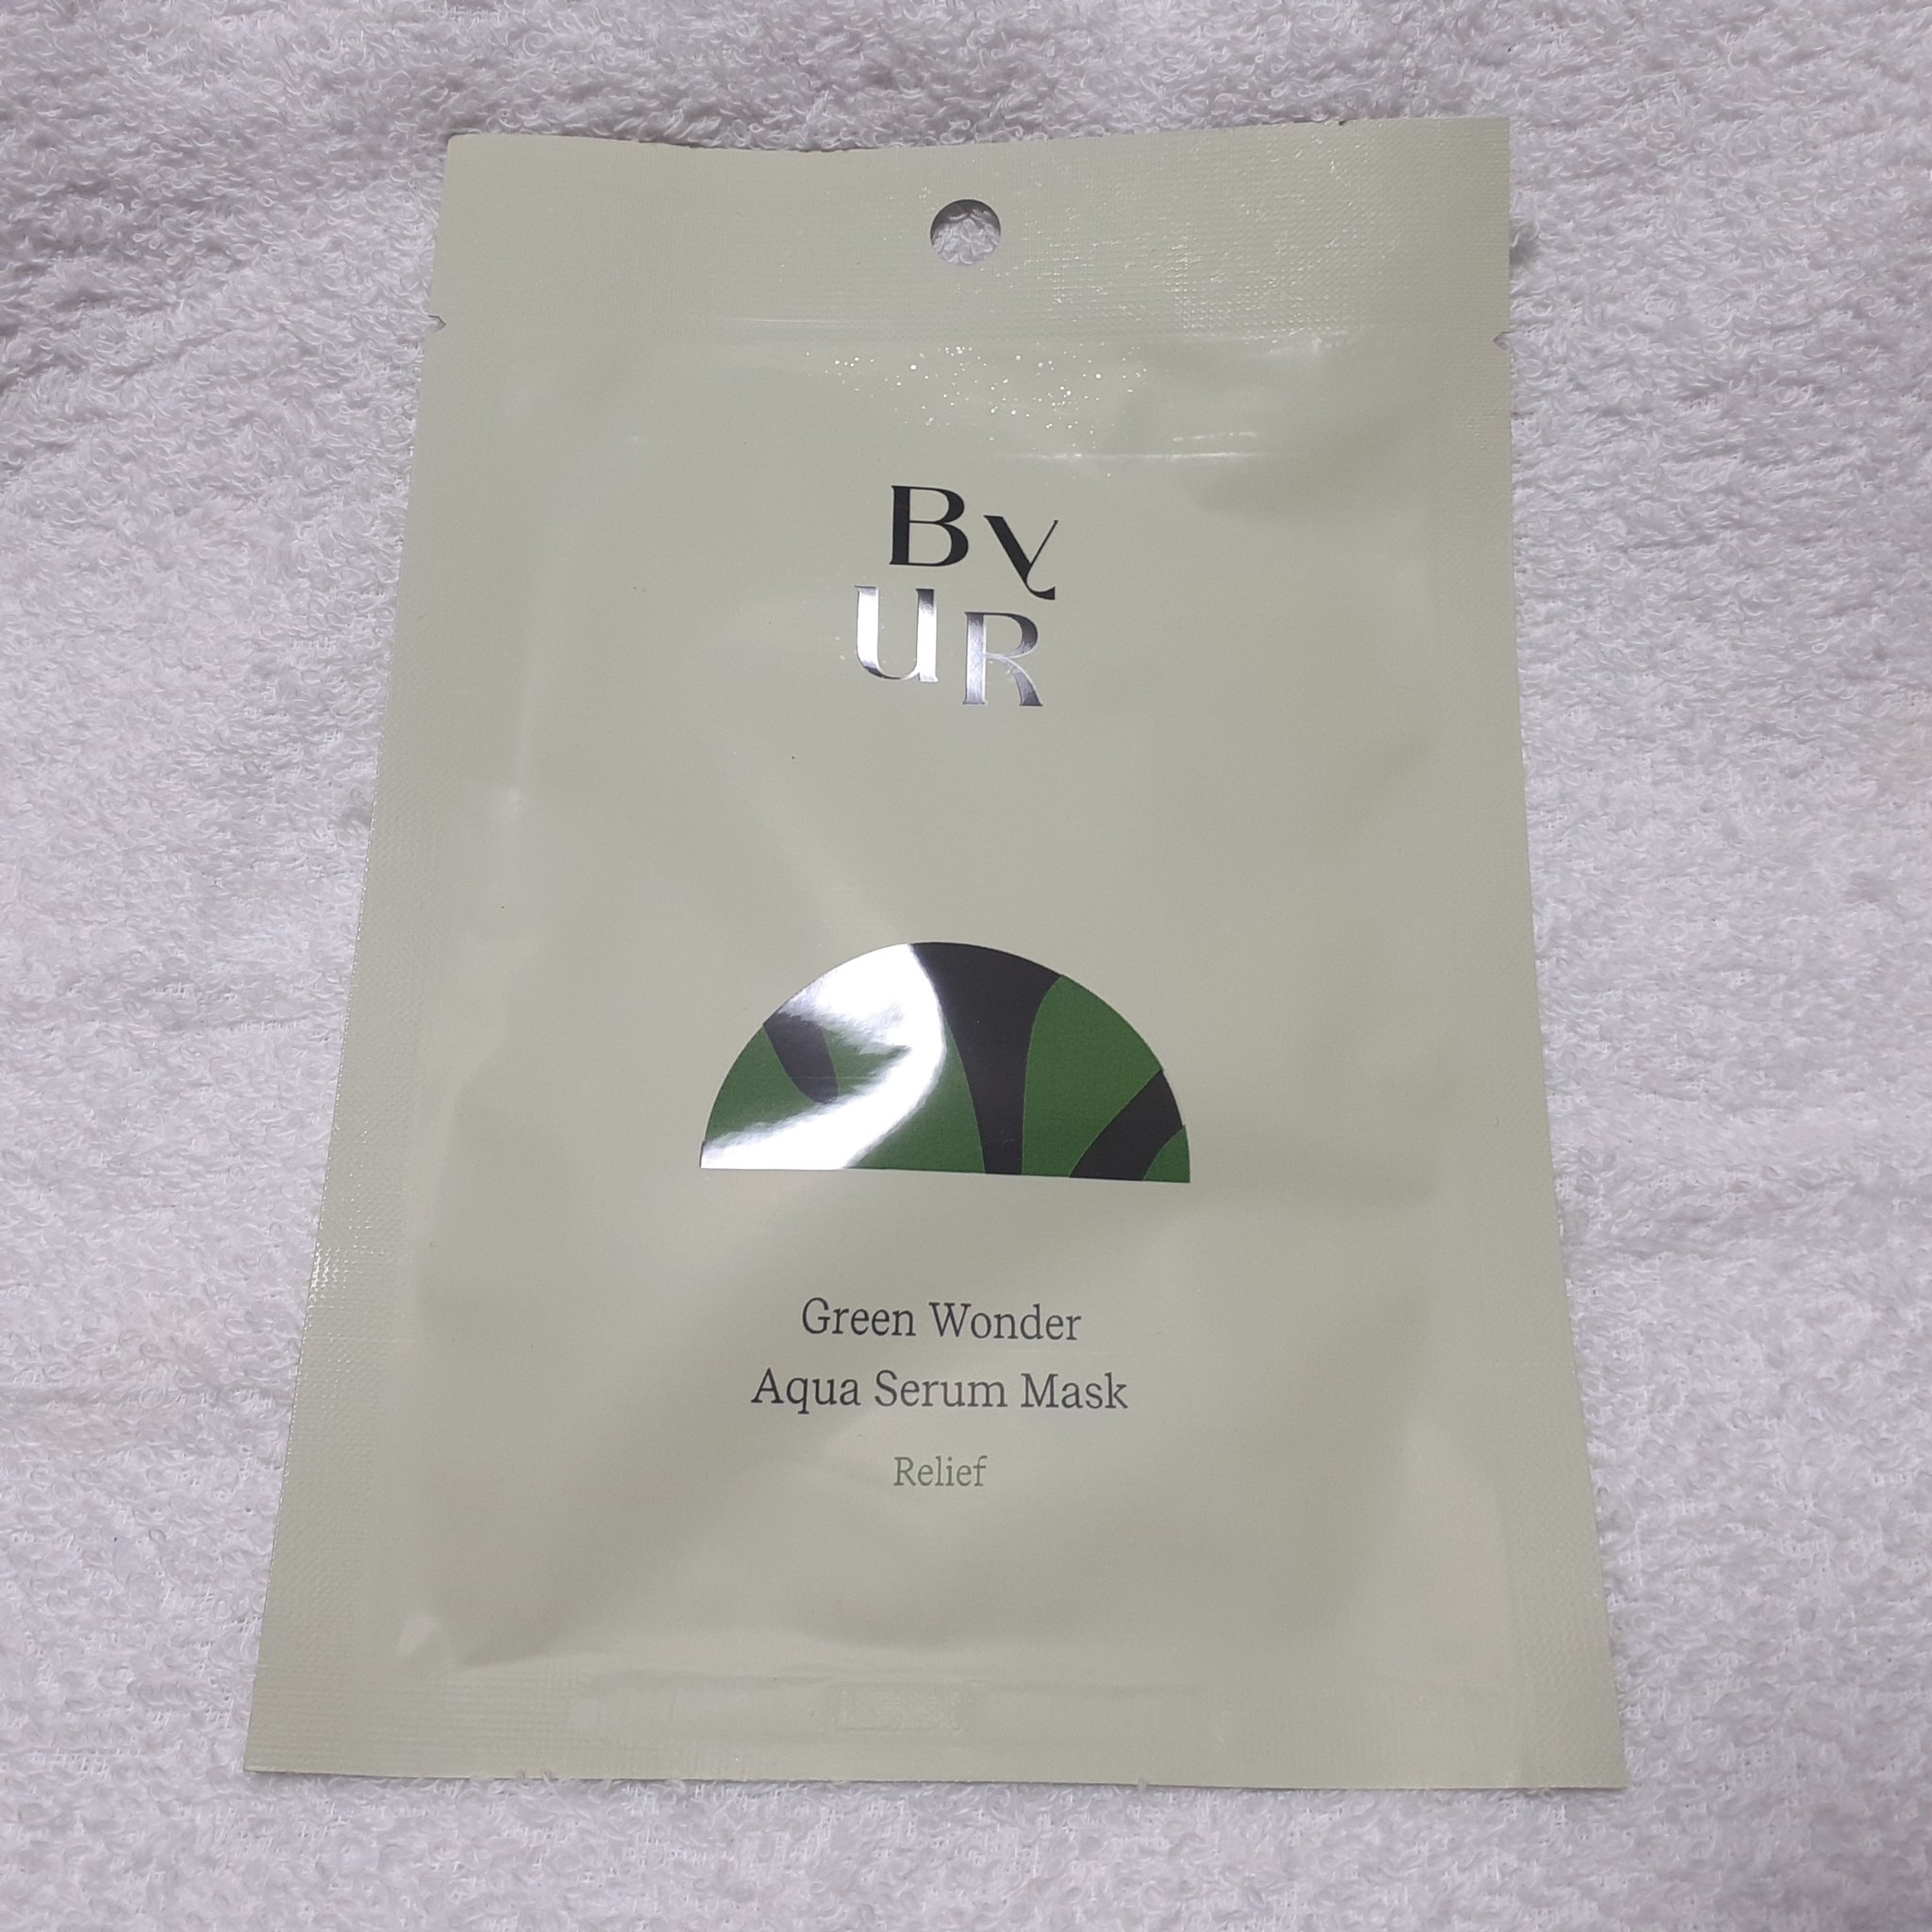 By
UR
Green Wonder
Aqua Serum Mask
Relief